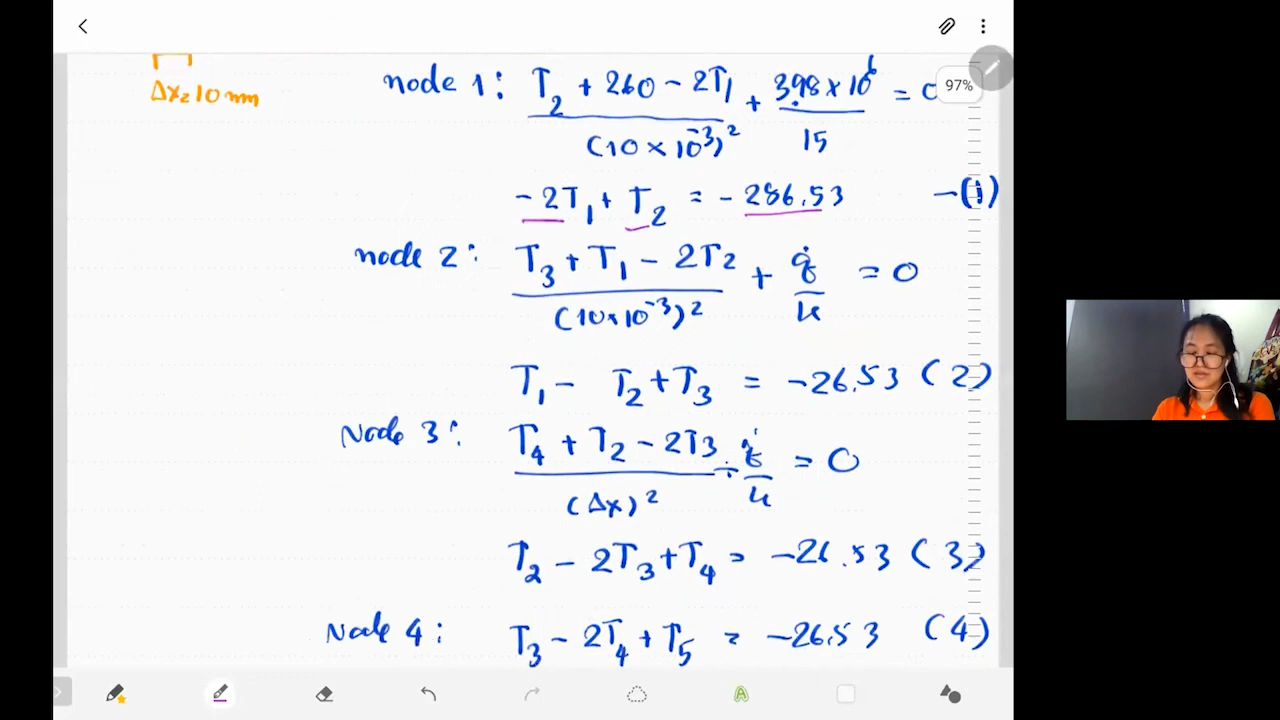 97%
Δx=10 mm
node 1: T2 + 260 - 2T1 / (10 × 10^-3)^2 + 3.98 × 10^6 / 15 = 0
-2T1 + T2 = - 286.53 —(1)
node 2: T3 + T1 - 2T2 / (10×10^-3)^2 + q̇ / k = 0
T1 - T2 + T3 = -26.53 (2)
Node 3: T4 + T2 - 2T3 / (Δx)^2 + q̇ / k = 0
T2 - 2T3 + T4 = -26.53 (3)
Node 4: T3 - 2T4 + T5 = -26.53 (4)
A